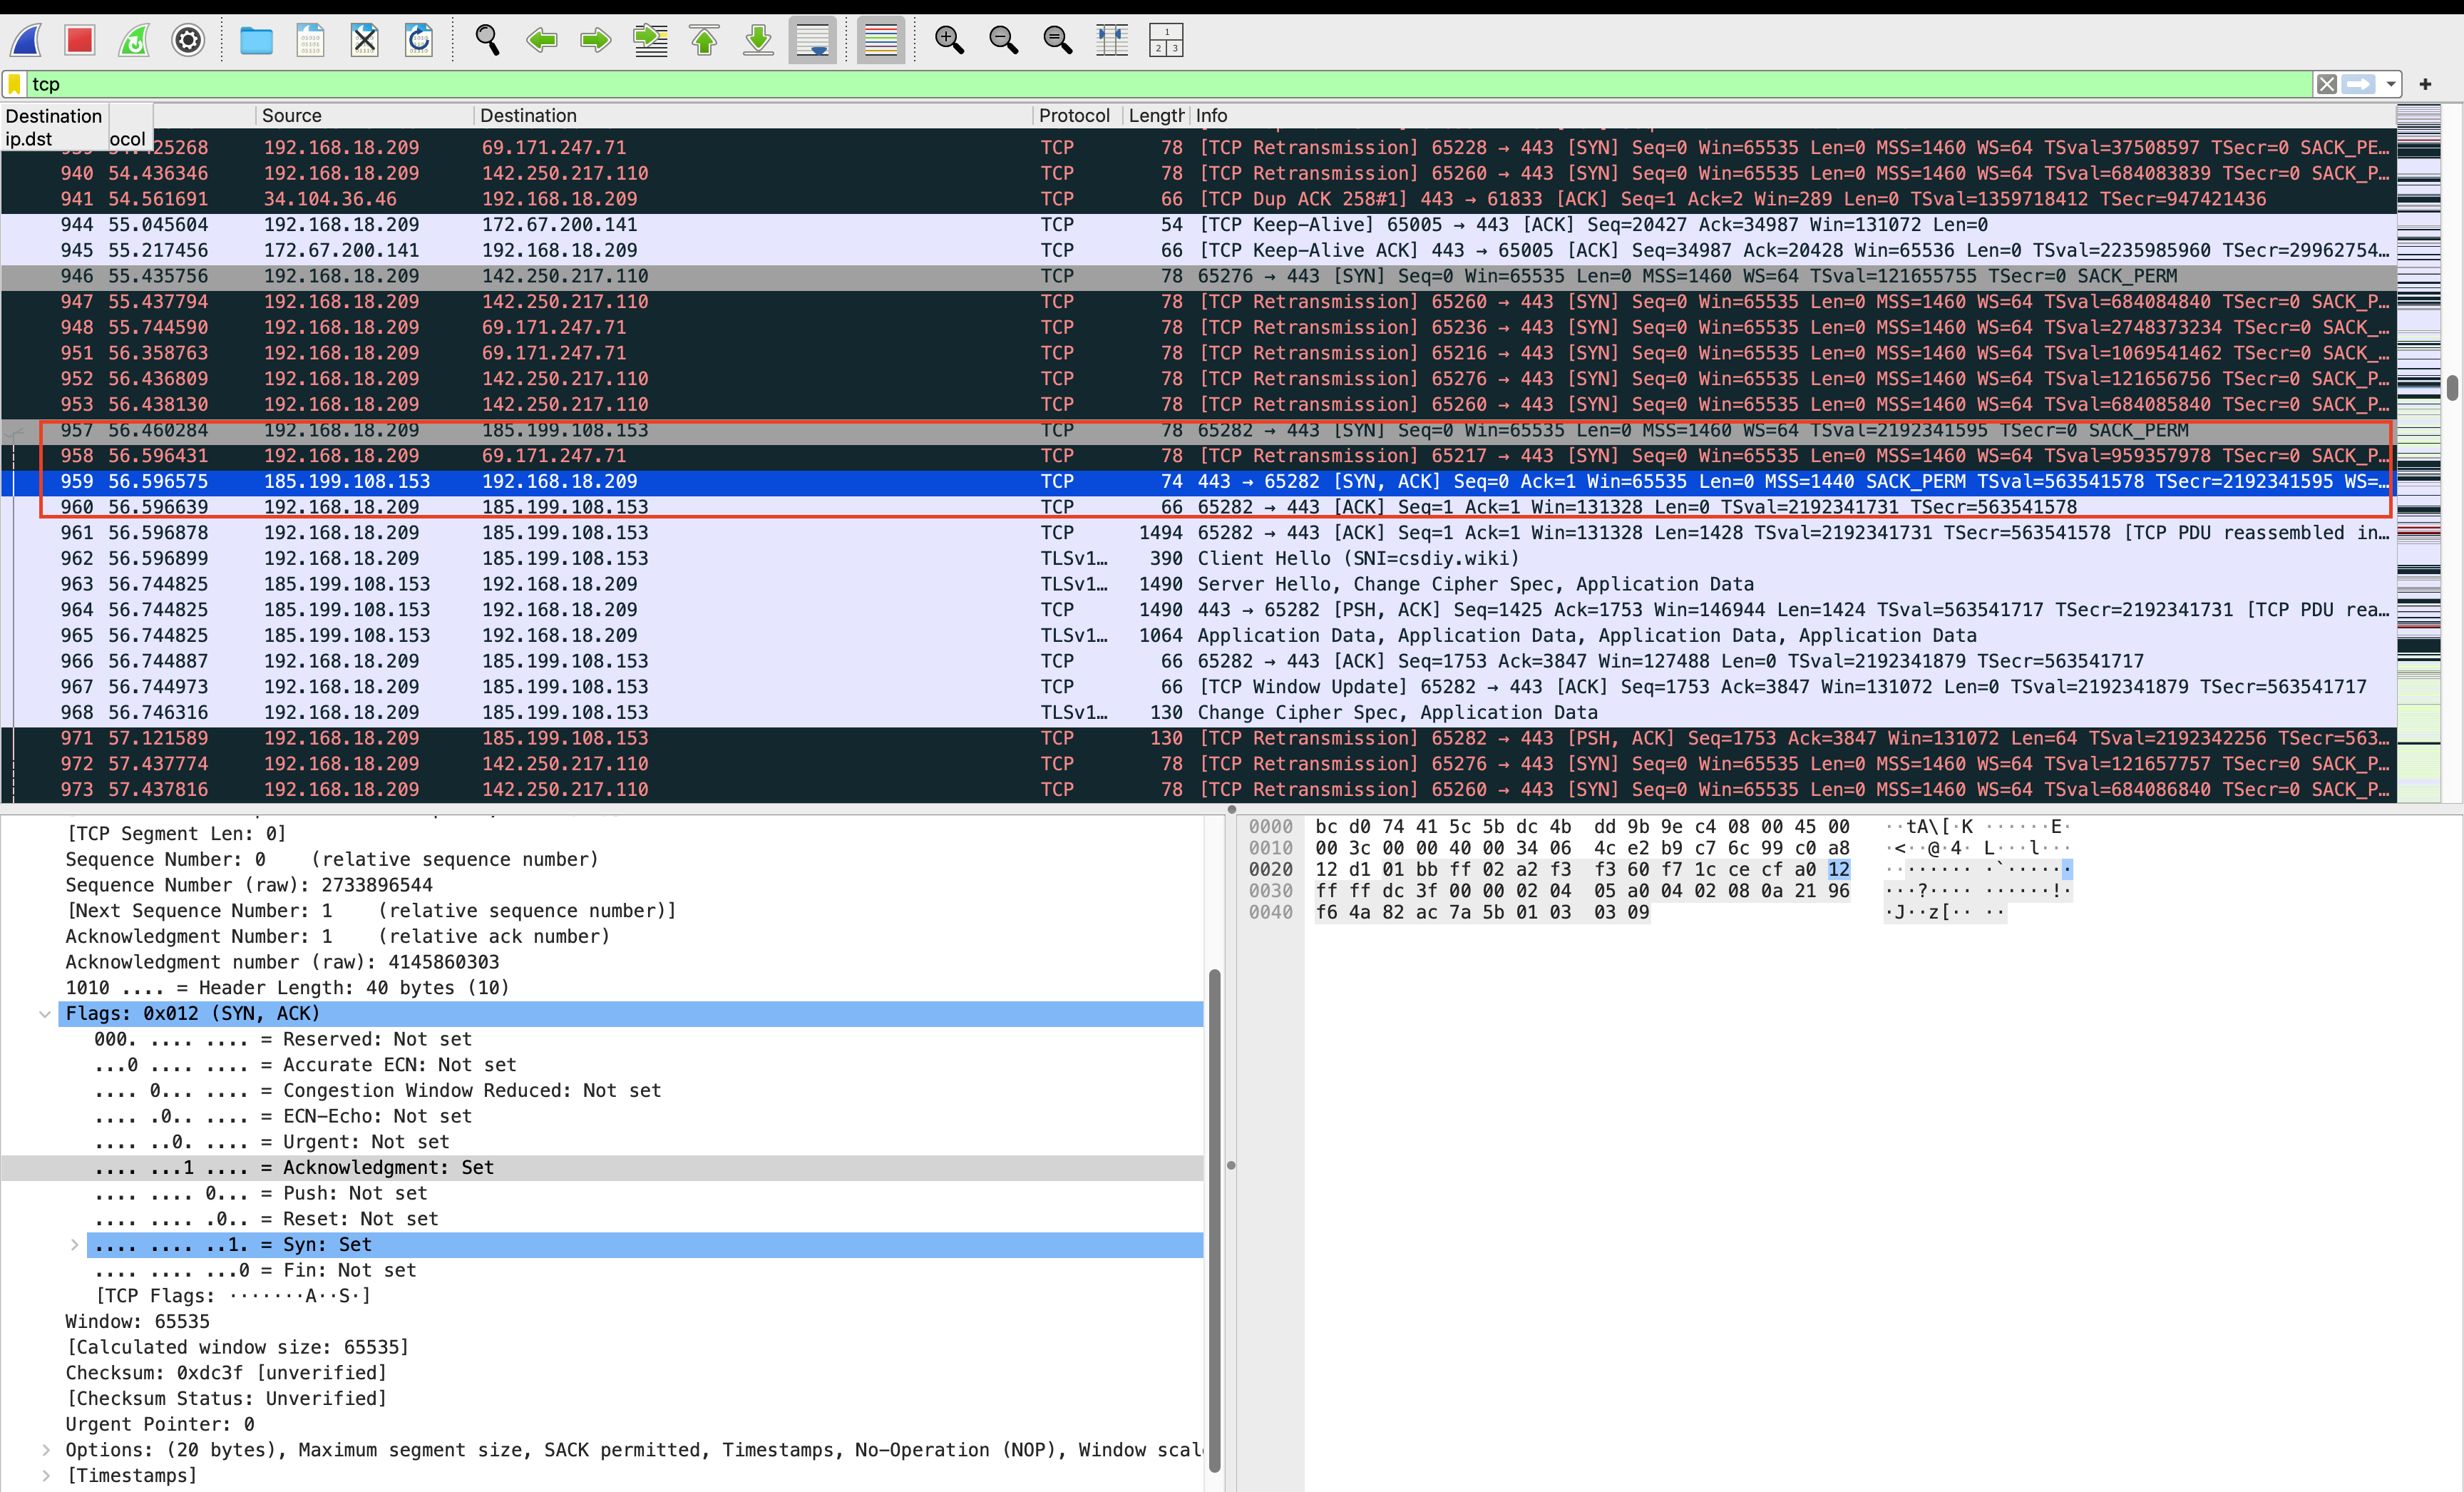 tcp
Destination
ip.dst
ocol
Source Destination Protocol Length Info
25268 192.168.18.209 69.171.247.71 TCP 78 [TCP Retransmission] 65228 → 443 [SYN] Seq=0 Win=65535 Len=0 MSS=1460 WS=64 TSval=37508597 TSecr=0 SACK_PE…
940 54.436346 192.168.18.209 142.250.217.110 TCP 78 [TCP Retransmission] 65260 → 443 [SYN] Seq=0 Win=65535 Len=0 MSS=1460 WS=64 TSval=684083839 TSecr=0 SACK_P…
941 54.561691 34.104.36.46 192.168.18.209 TCP 66 [TCP Dup ACK 258#1] 443 → 61833 [ACK] Seq=1 Ack=2 Win=289 Len=0 TSval=1359718412 TSecr=947421436
944 55.045604 192.168.18.209 172.67.200.141 TCP 54 [TCP Keep-Alive] 65005 → 443 [ACK] Seq=20427 Ack=34987 Win=131072 Len=0
945 55.217456 172.67.200.141 192.168.18.209 TCP 66 [TCP Keep-Alive ACK] 443 → 65005 [ACK] Seq=34987 Ack=20428 Win=65536 Len=0 TSval=2235985960 TSecr=29962754…
946 55.435756 192.168.18.209 142.250.217.110 TCP 78 65276 → 443 [SYN] Seq=0 Win=65535 Len=0 MSS=1460 WS=64 TSval=121655755 TSecr=0 SACK_PERM
947 55.437794 192.168.18.209 142.250.217.110 TCP 78 [TCP Retransmission] 65260 → 443 [SYN] Seq=0 Win=65535 Len=0 MSS=1460 WS=64 TSval=684084840 TSecr=0 SACK_P…
948 55.744590 192.168.18.209 69.171.247.71 TCP 78 [TCP Retransmission] 65236 → 443 [SYN] Seq=0 Win=65535 Len=0 MSS=1460 WS=64 TSval=2748373234 TSecr=0 SACK_…
951 56.358763 192.168.18.209 69.171.247.71 TCP 78 [TCP Retransmission] 65216 → 443 [SYN] Seq=0 Win=65535 Len=0 MSS=1460 WS=64 TSval=1069541462 TSecr=0 SACK_…
952 56.436809 192.168.18.209 142.250.217.110 TCP 78 [TCP Retransmission] 65276 → 443 [SYN] Seq=0 Win=65535 Len=0 MSS=1460 WS=64 TSval=121656756 TSecr=0 SACK_P…
953 56.438130 192.168.18.209 142.250.217.110 TCP 78 [TCP Retransmission] 65260 → 443 [SYN] Seq=0 Win=65535 Len=0 MSS=1460 WS=64 TSval=684085840 TSecr=0 SACK_P…
957 56.460284 192.168.18.209 185.199.108.153 TCP 78 65282 → 443 [SYN] Seq=0 Win=65535 Len=0 MSS=1460 WS=64 TSval=2192341595 TSecr=0 SACK_PERM
958 56.596431 192.168.18.209 69.171.247.71 TCP 78 [TCP Retransmission] 65217 → 443 [SYN] Seq=0 Win=65535 Len=0 MSS=1460 WS=64 TSval=959357978 TSecr=0 SACK_P…
959 56.596575 185.199.108.153 192.168.18.209 TCP 74 443 → 65282 [SYN, ACK] Seq=0 Ack=1 Win=65535 Len=0 MSS=1440 SACK_PERM TSval=563541578 TSecr=2192341595 WS=…
960 56.596639 192.168.18.209 185.199.108.153 TCP 66 65282 → 443 [ACK] Seq=1 Ack=1 Win=131328 Len=0 TSval=2192341731 TSecr=563541578
961 56.596878 192.168.18.209 185.199.108.153 TCP 1494 65282 → 443 [ACK] Seq=1 Ack=1 Win=131328 Len=1428 TSval=2192341731 TSecr=563541578 [TCP PDU reassembled in…
962 56.596899 192.168.18.209 185.199.108.153 TLSv1… 390 Client Hello (SNI=csdiy.wiki)
963 56.744825 185.199.108.153 192.168.18.209 TLSv1… 1490 Server Hello, Change Cipher Spec, Application Data
964 56.744825 185.199.108.153 192.168.18.209 TCP 1490 443 → 65282 [PSH, ACK] Seq=1425 Ack=1753 Win=146944 Len=1424 TSval=563541717 TSecr=2192341731 [TCP PDU rea…
965 56.744825 185.199.108.153 192.168.18.209 TLSv1… 1064 Application Data, Application Data, Application Data, Application Data
966 56.744887 192.168.18.209 185.199.108.153 TCP 66 65282 → 443 [ACK] Seq=1753 Ack=3847 Win=127488 Len=0 TSval=2192341879 TSecr=563541717
967 56.744973 192.168.18.209 185.199.108.153 TCP 66 [TCP Window Update] 65282 → 443 [ACK] Seq=1753 Ack=3847 Win=131072 Len=0 TSval=2192341879 TSecr=563541717
968 56.746316 192.168.18.209 185.199.108.153 TLSv1… 130 Change Cipher Spec, Application Data
971 57.121589 192.168.18.209 185.199.108.153 TCP 130 [TCP Retransmission] 65282 → 443 [PSH, ACK] Seq=1753 Ack=3847 Win=131072 Len=64 TSval=2192342256 TSecr=563…
972 57.437774 192.168.18.209 142.250.217.110 TCP 78 [TCP Retransmission] 65276 → 443 [SYN] Seq=0 Win=65535 Len=0 MSS=1460 WS=64 TSval=121657757 TSecr=0 SACK_P…
973 57.437816 192.168.18.209 142.250.217.110 TCP 78 [TCP Retransmission] 65260 → 443 [SYN] Seq=0 Win=65535 Len=0 MSS=1460 WS=64 TSval=684086840 TSecr=0 SACK_P…
[TCP Segment Len: 0]
Sequence Number: 0 (relative sequence number)
Sequence Number (raw): 2733896544
[Next Sequence Number: 1 (relative sequence number)]
Acknowledgment Number: 1 (relative ack number)
Acknowledgment number (raw): 4145860303
1010 .... = Header Length: 40 bytes (10)
Flags: 0x012 (SYN, ACK)
000. .... .... = Reserved: Not set
...0 .... .... = Accurate ECN: Not set
.... 0... .... = Congestion Window Reduced: Not set
.... .0.. .... = ECN-Echo: Not set
.... ..0. .... = Urgent: Not set
.... ...1 .... = Acknowledgment: Set
.... .... 0... = Push: Not set
.... .... .0.. = Reset: Not set
.... .... ..1. = Syn: Set
.... .... ...0 = Fin: Not set
[TCP Flags: ·······A··S·]
Window: 65535
[Calculated window size: 65535]
Checksum: 0xdc3f [unverified]
[Checksum Status: Unverified]
Urgent Pointer: 0
Options: (20 bytes), Maximum segment size, SACK permitted, Timestamps, No-Operation (NOP), Window scal
[Timestamps]
0000 bc d0 74 41 5c 5b dc 4b dd 9b 9e c4 08 00 45 00 ··tA\[·K ······E·
0010 00 3c 00 00 40 00 34 06 4c e2 b9 c7 6c 99 c0 a8 ·<··@·4· L···l···
0020 12 d1 01 bb ff 02 a2 f3 f3 60 f7 1c ce cf a0 12 ········ ·`······
0030 ff ff dc 3f 00 00 02 04 05 a0 04 02 08 0a 21 96 ···?···· ······!·
0040 f6 4a 82 ac 7a 5b 01 03 03 09 ·J··z[·· ··